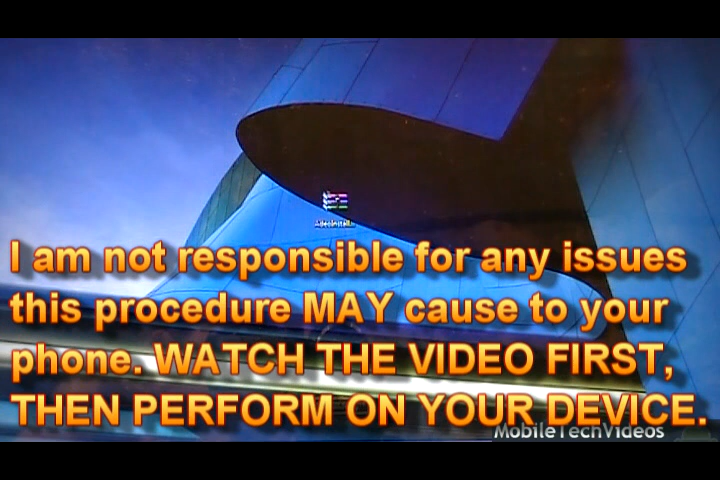 I am not responsible for any issues
this procedure MAY cause to your
phone. WATCH THE VIDEO FIRST,
THEN PERFORM ON YOUR DEVICE.
MobileTechVideos